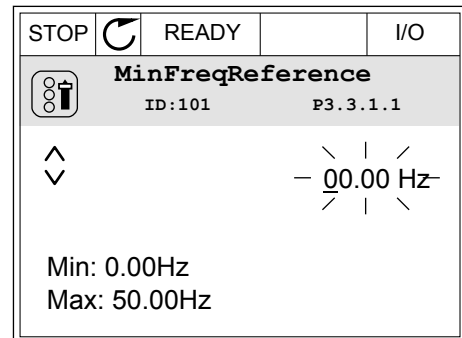 STOP READY I/O
MinFreqReference
ID:101 P3.3.1.1
00.00 Hz
Min: 0.00Hz
Max: 50.00Hz